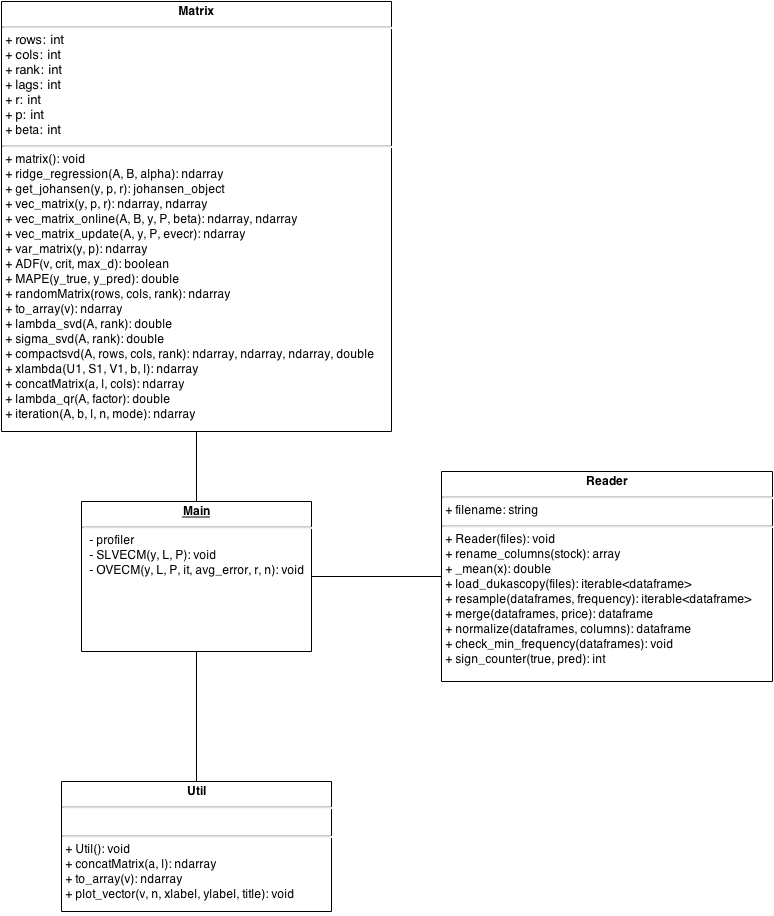 Matrix
+ rows: int
+ cols: int
+ rank: int
+ lags: int
+ r: int
+ p: int
+ beta: int
+ matrix(): void
+ ridge_regression(A, B, alpha): ndarray
+ get_johansen(y, p, r): johansen_object
+ vec_matrix(y, p, r): ndarray, ndarray
+ vec_matrix_online(A, B, y, P, beta): ndarray, ndarray
+ vec_matrix_update(A, y, P, evecr): ndarray
+ var_matrix(y, p): ndarray
+ ADF(v, crit, max_d): boolean
+ MAPE(y_true, y_pred): double
+ randomMatrix(rows, cols, rank): ndarray
+ to_array(v): ndarray
+ lambda_svd(A, rank): double
+ sigma_svd(A, rank): double
+ compactsvd(A, rows, cols, rank): ndarray, ndarray, ndarray, double
+ xlambda(U1, S1, V1, b, l): ndarray
+ concatMatrix(a, l, cols): ndarray
+ lambda_qr(A, factor): double
+ iteration(A, b, l, n, mode): ndarray
Main
- profiler
- SLVECM(y, L, P): void
- OVECM(y, L, P, it, avg_error, r, n): void
Reader
+ filename: string
+ Reader(files): void
+ rename_columns(stock): array
+ _mean(x): double
+ load_dukascopy(files): iterable<dataframe>
+ resample(dataframes, frequency): iterable<dataframe>
+ merge(dataframes, price): dataframe
+ normalize(dataframes, columns): dataframe
+ check_min_frequency(dataframes): void
+ sign_counter(true, pred): int
Util
+ Util(): void
+ concatMatrix(a, l): ndarray
+ to_array(v): ndarray
+ plot_vector(v, n, xlabel, ylabel, title): void